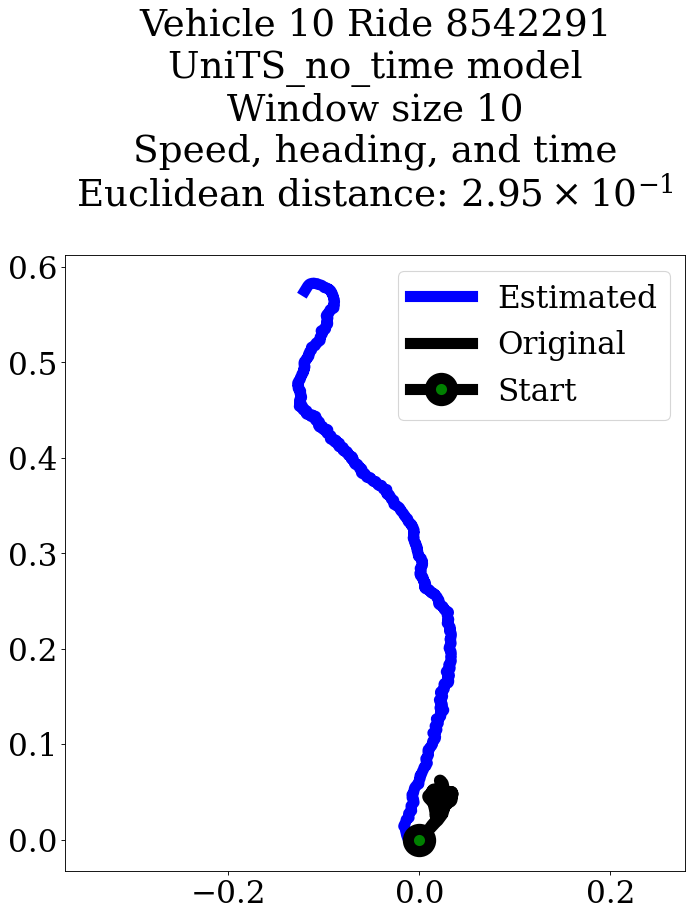 Vehicle 10 Ride 8542291
UniTS_no_time model
Window size 10
Speed, heading, and time
Euclidean distance: 2.95 × 10⁻¹
0.6
0.5
0.4
0.3
0.2
0.1
0.0
Estimated
Original
Start
−0.2
0.0
0.2